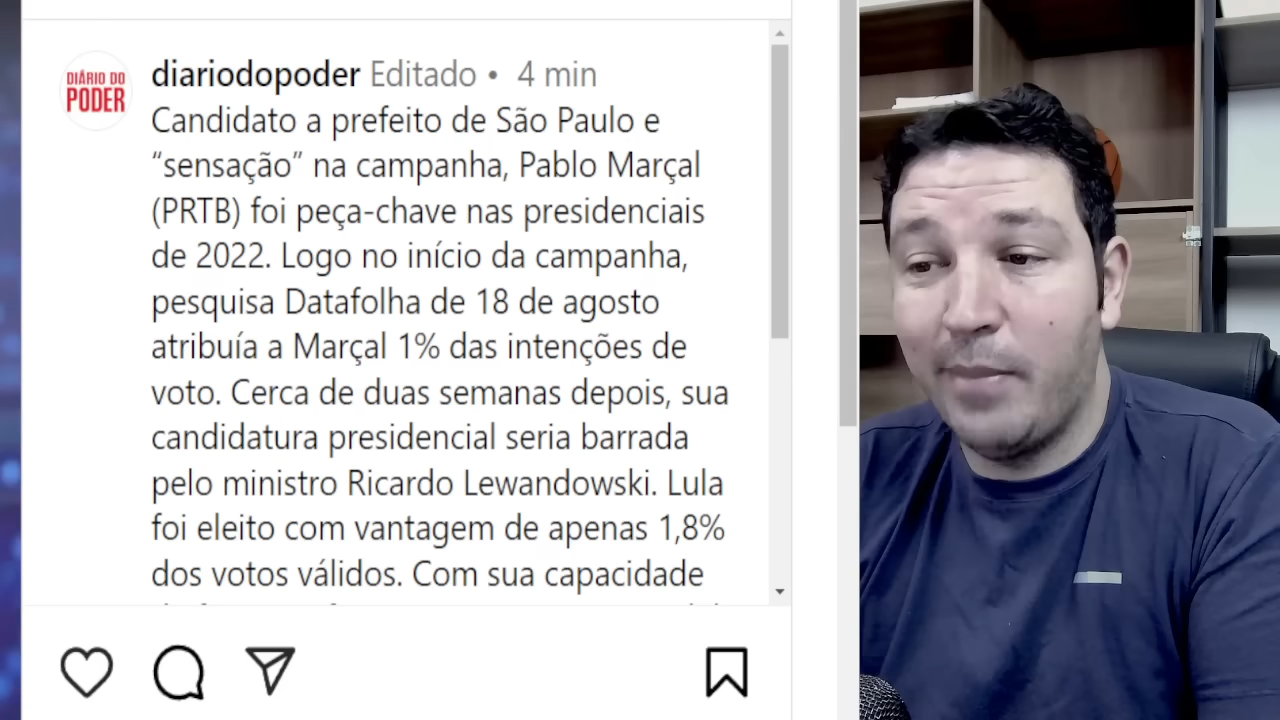 DIÁRIO DO
PODER
diariodopoder Editado • 4 min
Candidato a prefeito de São Paulo e
“sensação” na campanha, Pablo Marçal
(PRTB) foi peça-chave nas presidenciais
de 2022. Logo no início da campanha,
pesquisa Datafolha de 18 de agosto
atribuía a Marçal 1% das intenções de
voto. Cerca de duas semanas depois, sua
candidatura presidencial seria barrada
pelo ministro Ricardo Lewandowski. Lula
foi eleito com vantagem de apenas 1,8%
dos votos válidos. Com sua capacidade